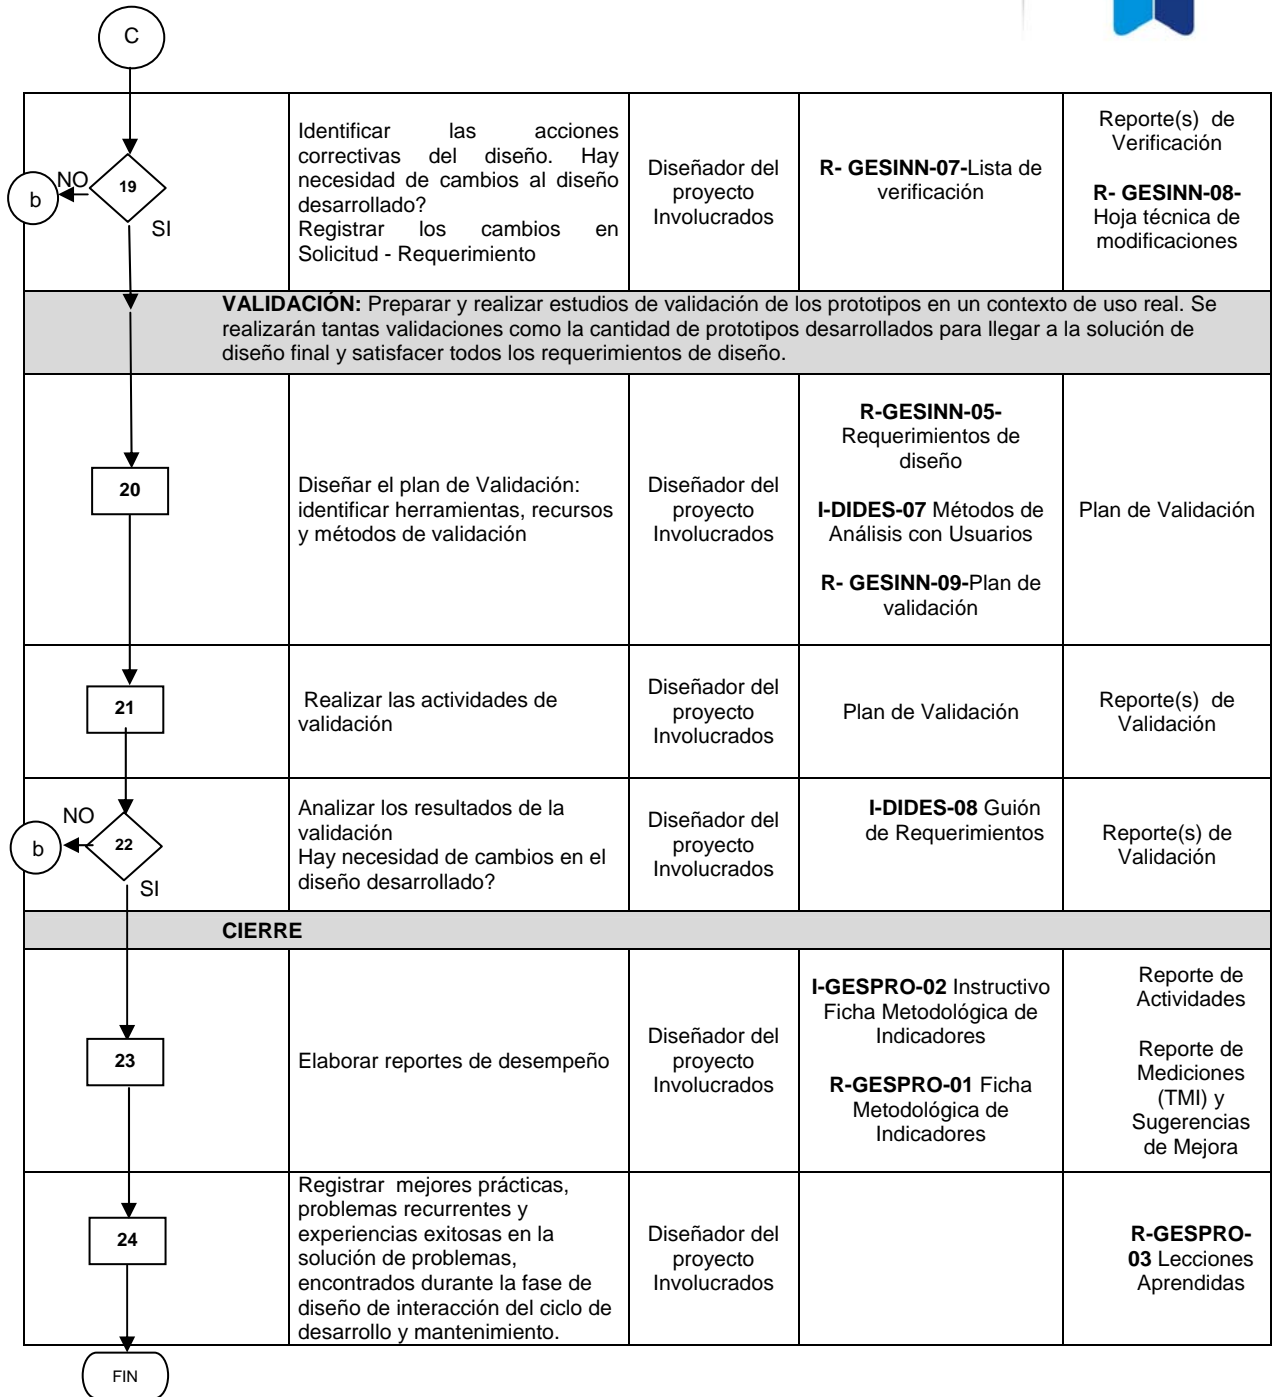 C
NO
b
19
SI
Identificar las acciones
correctivas del diseño. Hay
necesidad de cambios al diseño
desarrollado?
Registrar los cambios en
Solicitud - Requerimiento
Diseñador del
proyecto
Involucrados
R- GESINN-07-Lista de
verificación
Reporte(s) de
Verificación
R- GESINN-08-
Hoja técnica de
modificaciones
VALIDACIÓN: Preparar y realizar estudios de validación de los prototipos en un contexto de uso real. Se
realizarán tantas validaciones como la cantidad de prototipos desarrollados para llegar a la solución de
diseño final y satisfacer todos los requerimientos de diseño.
20
Diseñar el plan de Validación:
identificar herramientas, recursos
y métodos de validación
Diseñador del
proyecto
Involucrados
R-GESINN-05-
Requerimientos de
diseño
I-DIDES-07 Métodos de
Análisis con Usuarios
R- GESINN-09-Plan de
validación
Plan de Validación
21
Realizar las actividades de
validación
Diseñador del
proyecto
Involucrados
Plan de Validación
Reporte(s) de
Validación
NO
b
22
SI
Analizar los resultados de la
validación
Hay necesidad de cambios en el
diseño desarrollado?
Diseñador del
proyecto
Involucrados
I-DIDES-08 Guión
de Requerimientos
Reporte(s) de
Validación
CIERRE
23
Elaborar reportes de desempeño
Diseñador del
proyecto
Involucrados
I-GESPRO-02 Instructivo
Ficha Metodológica de
Indicadores
R-GESPRO-01 Ficha
Metodológica de
Indicadores
Reporte de
Actividades
Reporte de
Mediciones
(TMI) y
Sugerencias
de Mejora
24
Registrar mejores prácticas,
problemas recurrentes y
experiencias exitosas en la
solución de problemas,
encontrados durante la fase de
diseño de interacción del ciclo de
desarrollo y mantenimiento.
Diseñador del
proyecto
Involucrados
R-GESPRO-
03 Lecciones
Aprendidas
FIN